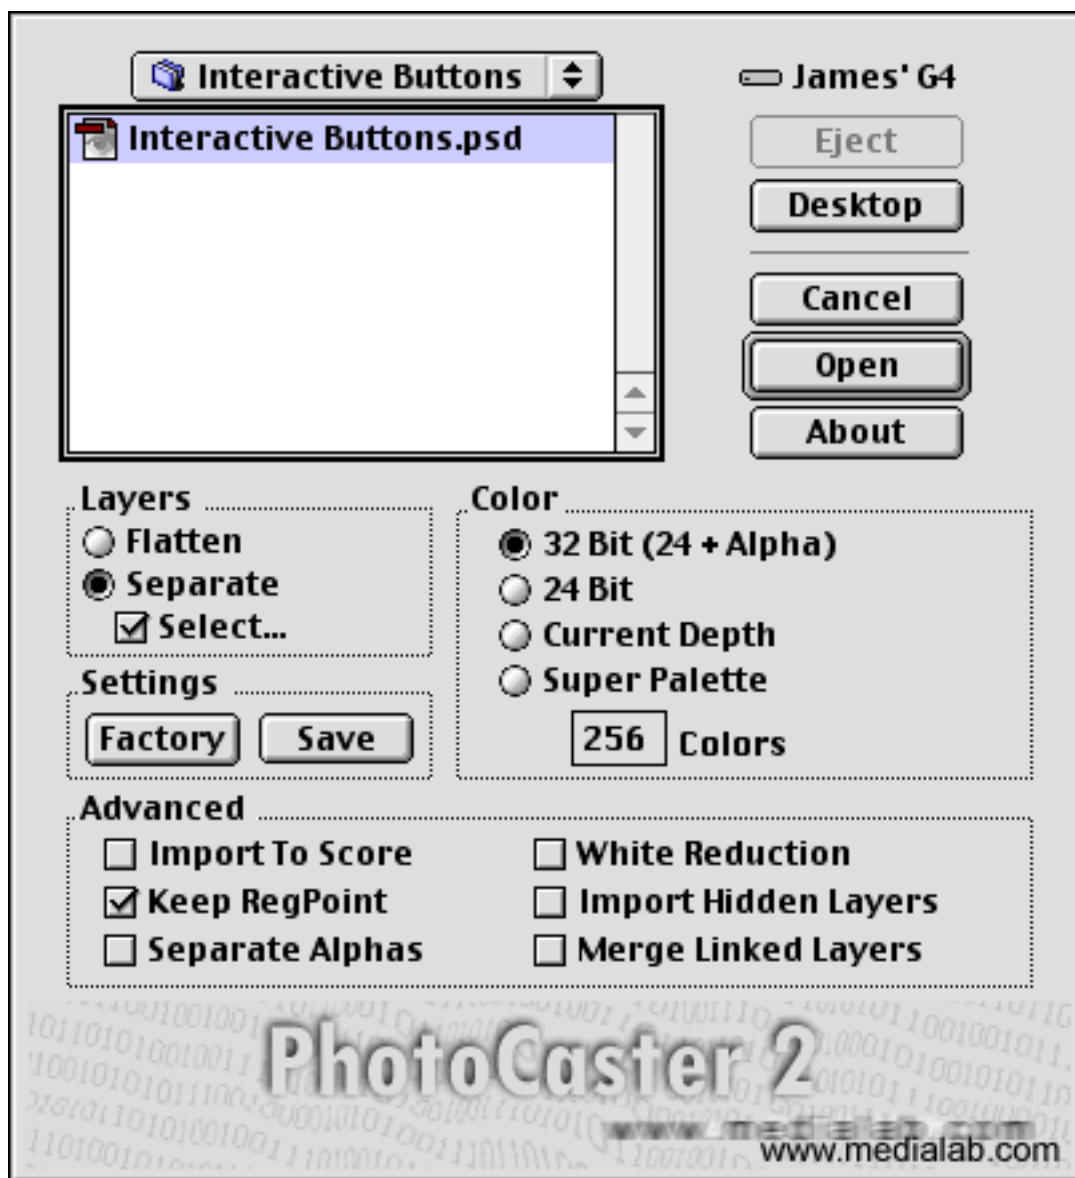 Interactive Buttons
James' G4
Interactive Buttons.psd
Eject
Desktop
Cancel
Open
About
Layers
Flatten
Separate
Select...
Color
32 Bit (24 + Alpha)
24 Bit
Current Depth
Super Palette
256 Colors
Settings
Factory Save
Advanced
Import To Score
Keep RegPoint
Separate Alphas
White Reduction
Import Hidden Layers
Merge Linked Layers
PhotoCaster 2
www.medialab.com